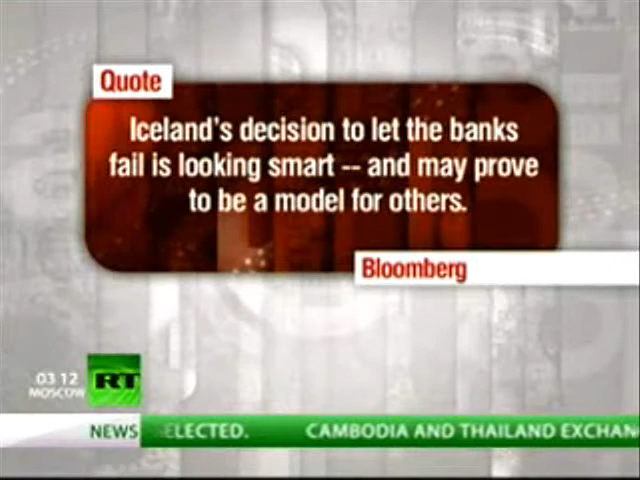 Quote
Iceland's decision to let the banks
fail is looking smart -- and may prove
to be a model for others.
Bloomberg
03 12
MOSCOW
RT
NEWS
ELECTED. CAMBODIA AND THAILAND EXCHAN